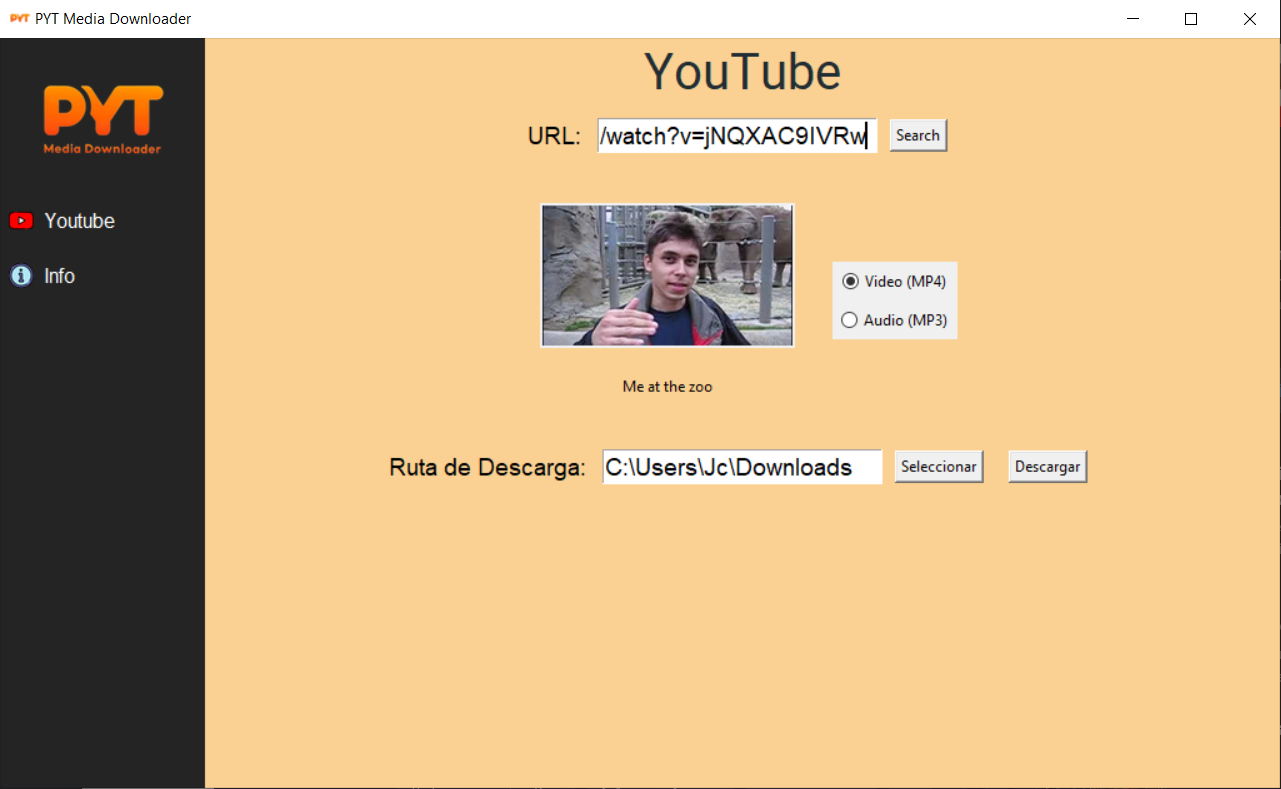 PYT PYT Media Downloader
PYT
Media Downloader
Youtube
Info
YouTube
URL: /watch?v=jNQXAC9IVRw Search
Video (MP4)
Audio (MP3)
Me at the zoo
Ruta de Descarga: C:\Users\Jc\Downloads Seleccionar Descargar